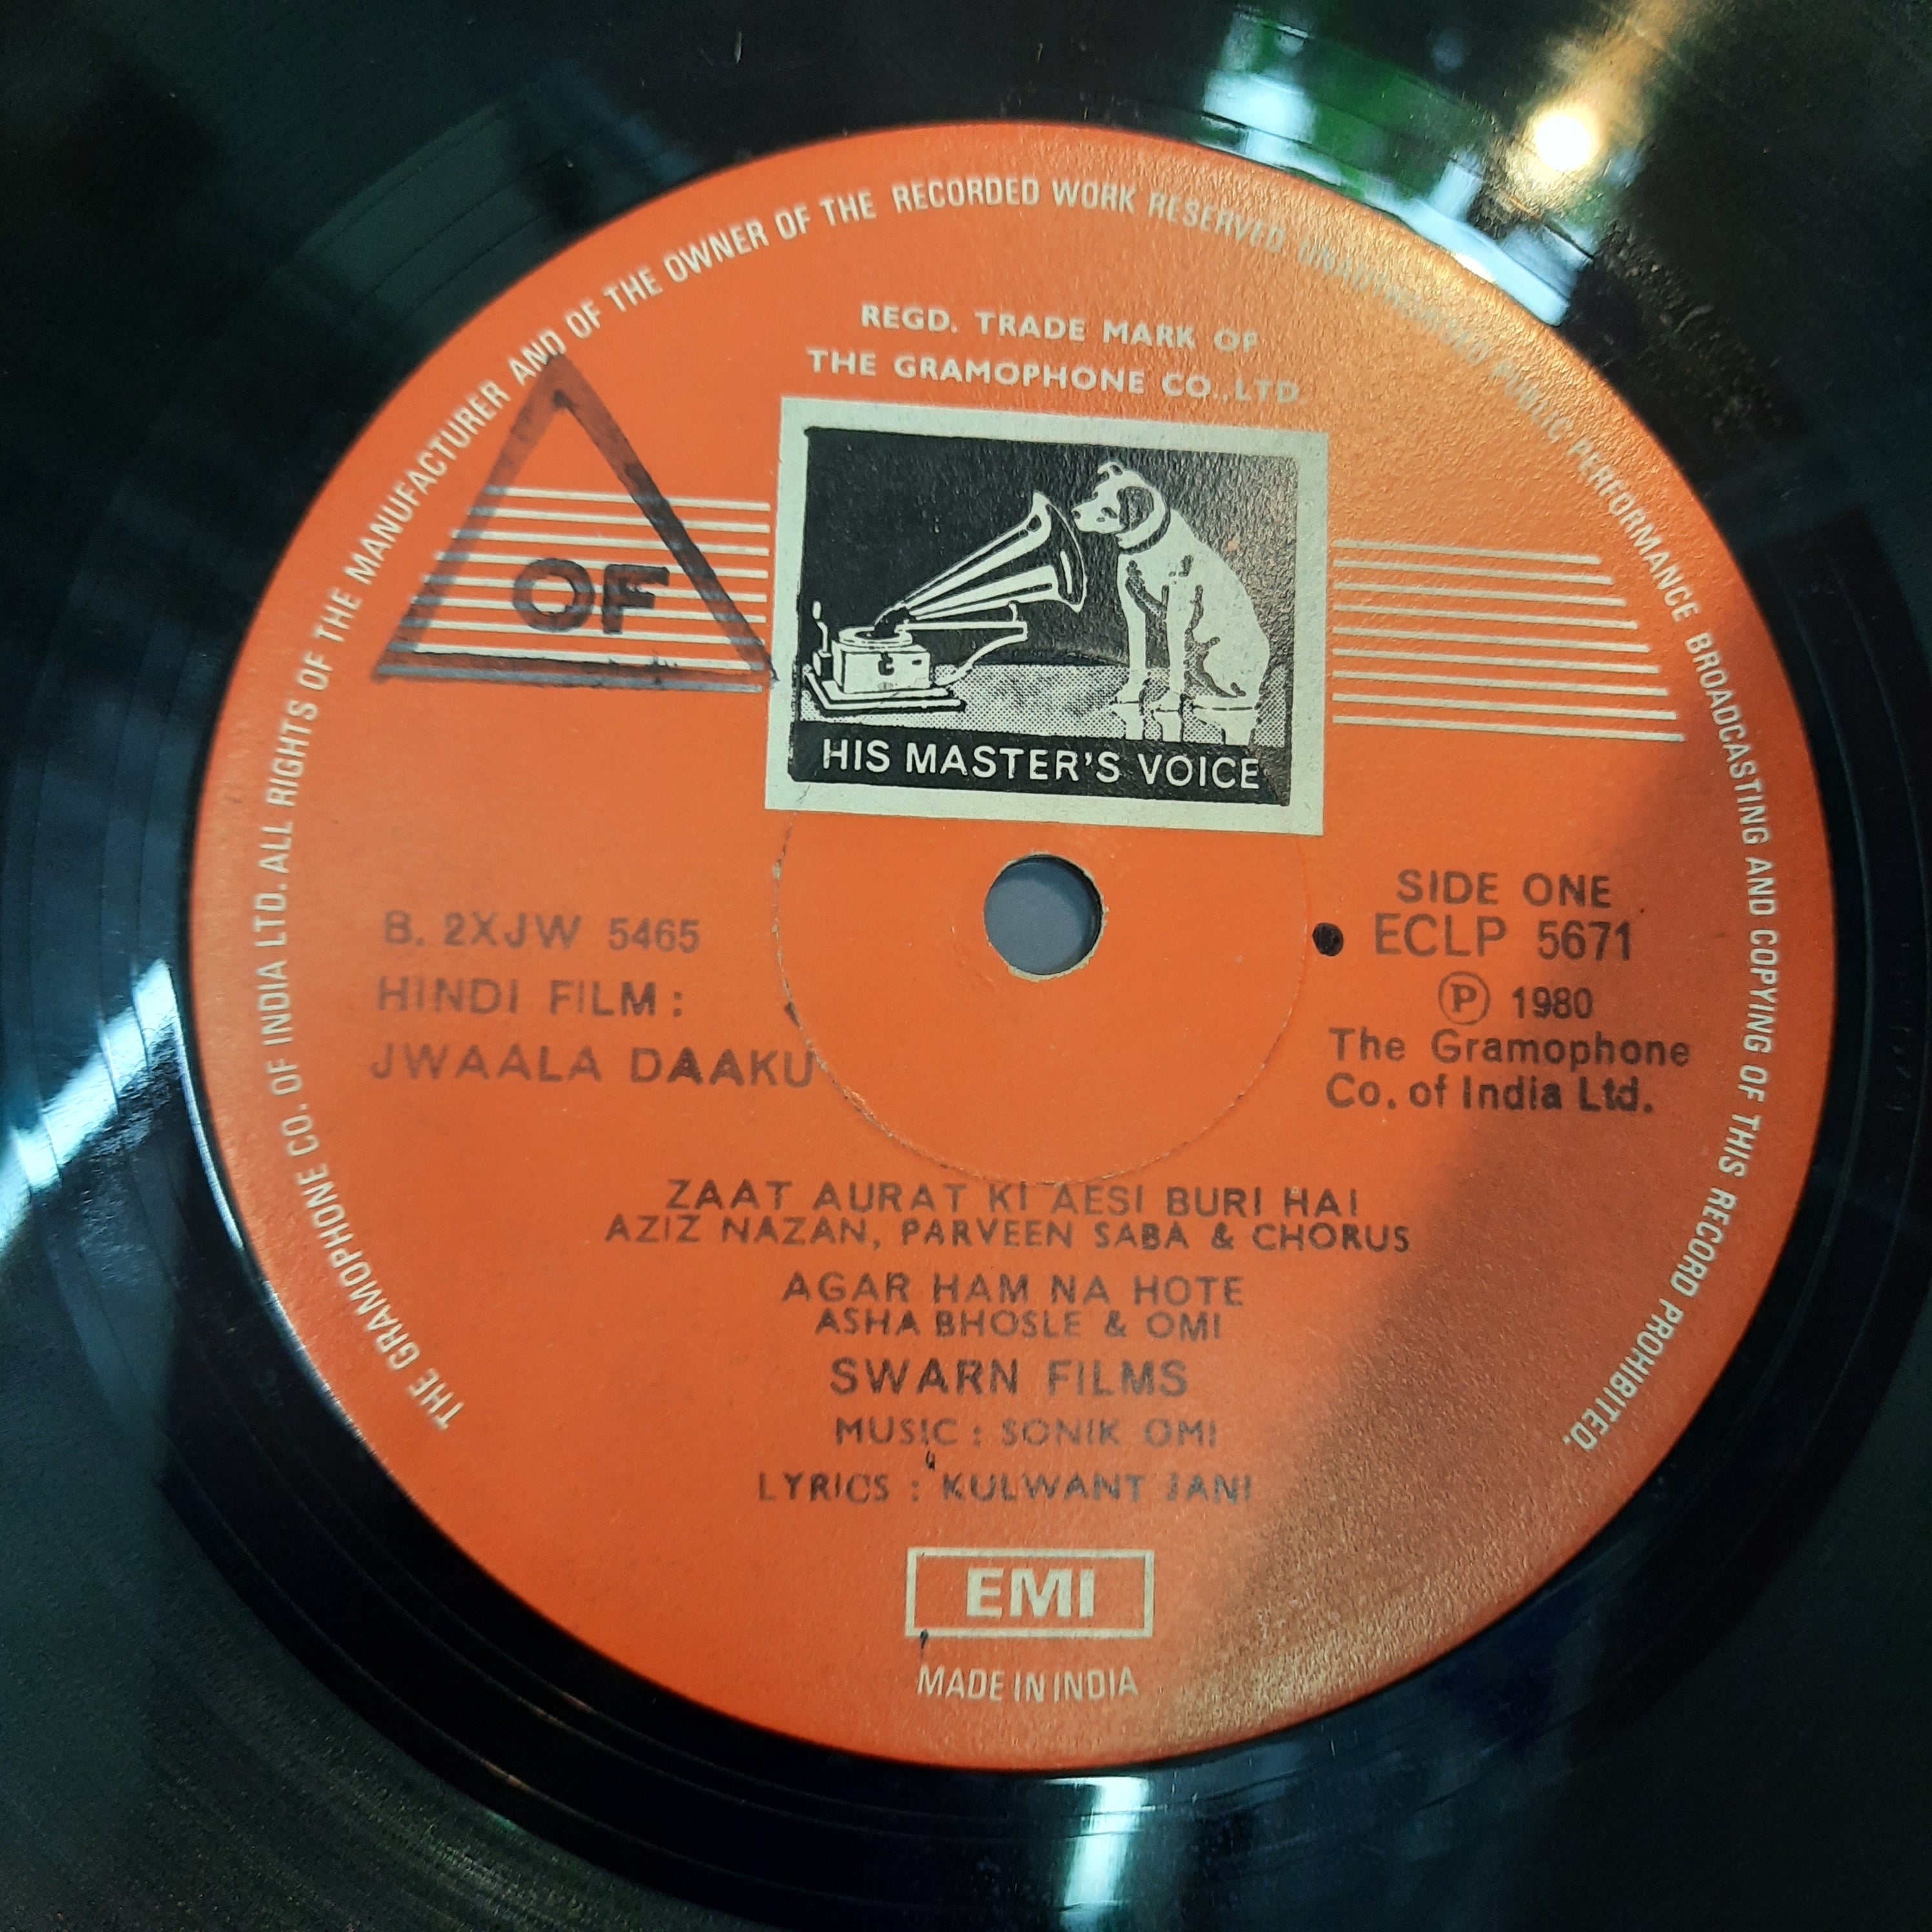 THE GRAMOPHONE CO. OF INDIA LTD. ALL RIGHTS OF THE MANUFACTURER AND OF THE OWNER OF THE RECORDED WORK RESERVED. UNAUTHORISED PUBLIC PERFORMANCE BROADCASTING AND COPYING OF THIS RECORD PROHIBITED.
REGD. TRADE MARK OF
THE GRAMOPHONE CO., LTD.
OF
HIS MASTER'S VOICE
B. 2XJW 5465
HINDI FILM :
JWAALA DAAKU
SIDE ONE
ECLP 5671
Ⓟ 1980
The Gramophone
Co. of India Ltd.
ZAAT AURAT KI AESI BURI HAI
AZIZ NAZAN, PARVEEN SABA & CHORUS
AGAR HAM NA HOTE
ASHA BHOSLE & OMI
SWARN FILMS
MUSIC : SONIK OMI
LYRICS : KULWANT JANI
EMI
MADE IN INDIA